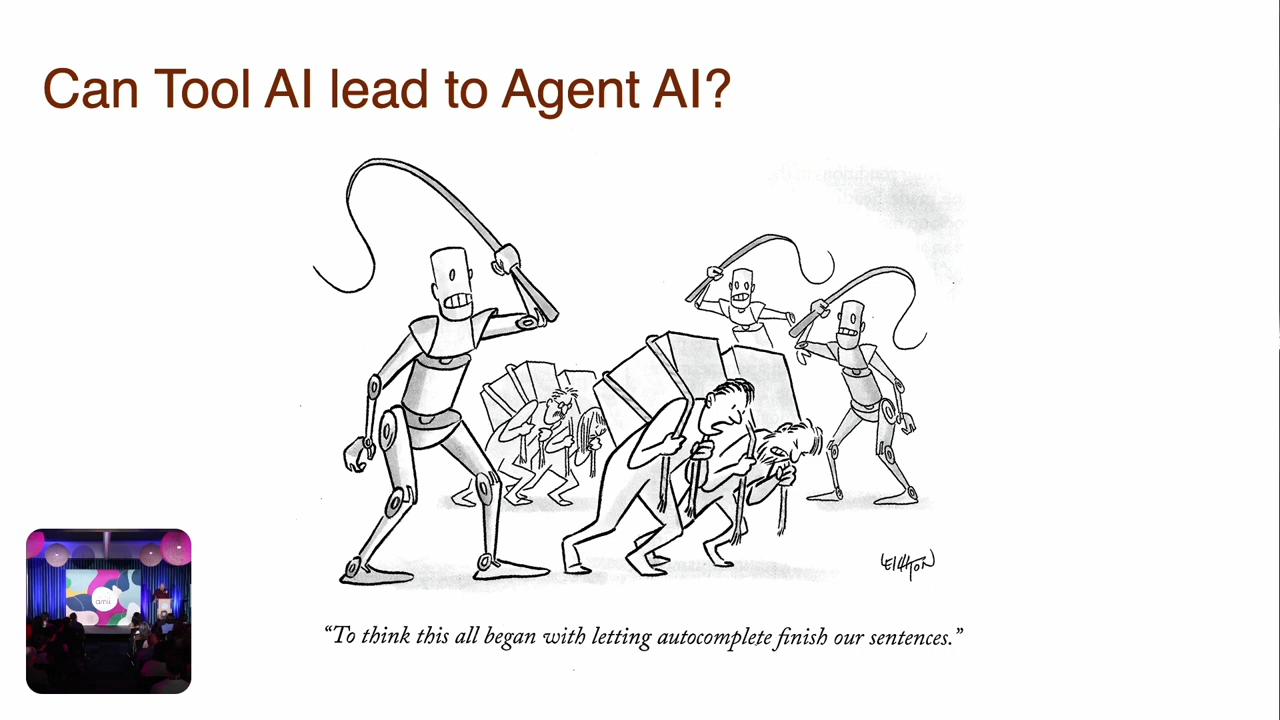 Can Tool AI lead to Agent AI?
LEIGHTON
amii
“To think this all began with letting autocomplete finish our sentences.”